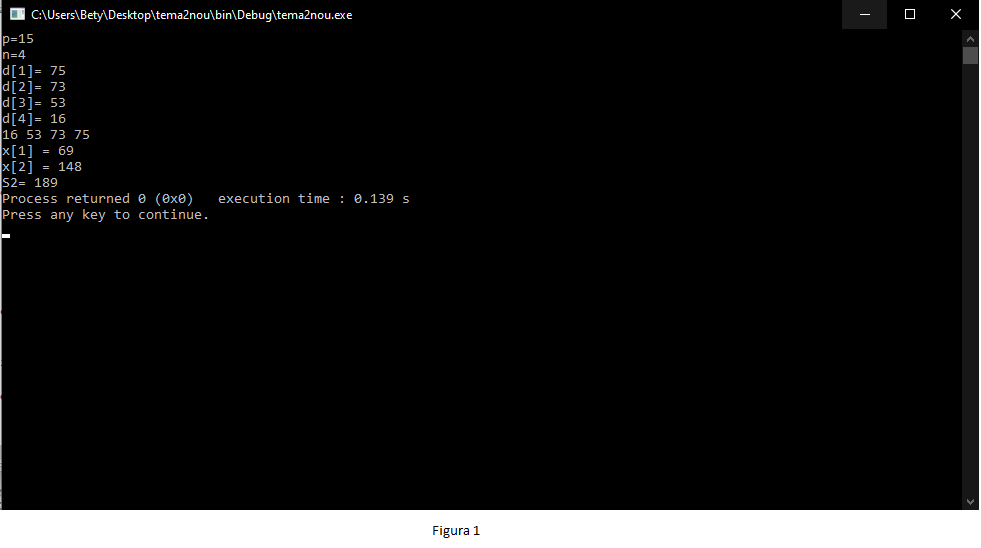 C:\Users\Bety\Desktop\tema2nou\bin\Debug\tema2nou.exe
p=15
n=4
d[1]= 75
d[2]= 73
d[3]= 53
d[4]= 16
16 53 73 75
x[1] = 69
x[2] = 148
S2= 189
Process returned 0 (0x0)   execution time : 0.139 s
Press any key to continue.
Figura 1